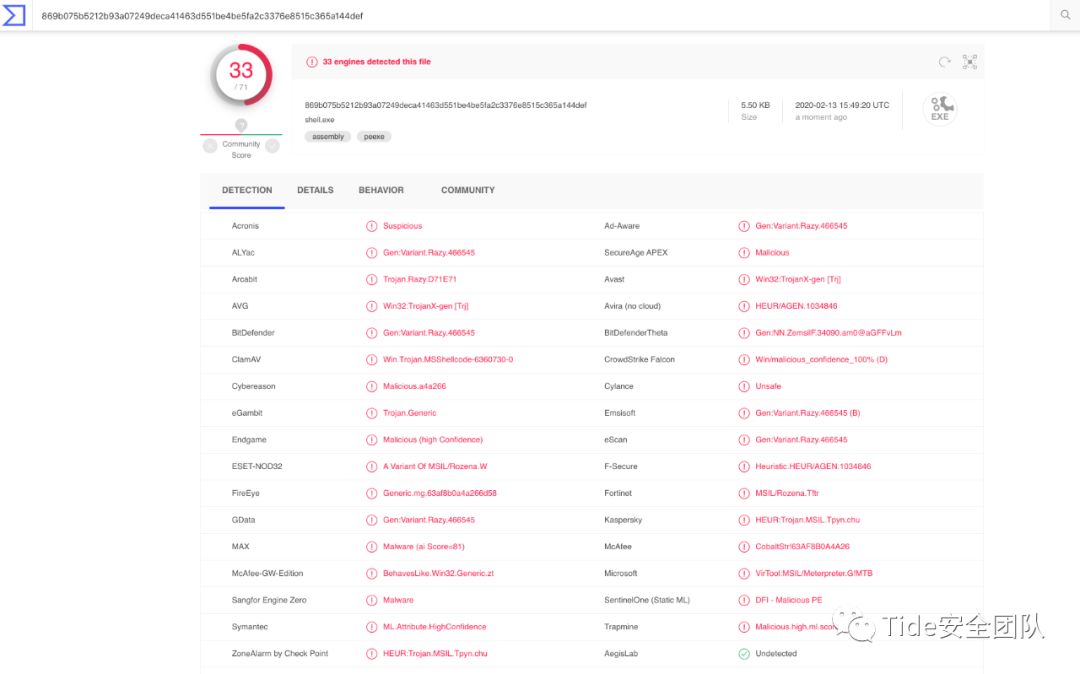 869b075b5212b93a07249deca41463d551be4be5fa2c3376e8515c365a144def
33
/ 71
33 engines detected this file
869b075b5212b93a07249deca41463d551be4be5fa2c3376e8515c365a144def
shell.exe
assembly peexe
5.50 KB
Size
2020-02-13 15:49:20 UTC
a moment ago
EXE
?
Community
Score
DETECTION DETAILS BEHAVIOR COMMUNITY
Acronis Suspicious Ad-Aware Gen:Variant.Razy.466545
ALYac Gen:Variant.Razy.466545 SecureAge APEX Malicious
Arcabit Trojan.Razy.D71E71 Avast Win32:TrojanX-gen [Trj]
AVG Win32:TrojanX-gen [Trj] Avira (no cloud) HEUR/AGEN.1034846
BitDefender Gen:Variant.Razy.466545 BitDefenderTheta Gen:NN.ZemsilF.34090.am0@aGFFvLm
ClamAV Win.Trojan.MSShellcode-6360730-0 CrowdStrike Falcon Win/malicious_confidence_100% (D)
Cybereason Malicious.a4a266 Cylance Unsafe
eGambit Trojan.Generic Emsisoft Gen:Variant.Razy.466545 (B)
Endgame Malicious (high Confidence) eScan Gen:Variant.Razy.466545
ESET-NOD32 A Variant Of MSIL/Rozena.W F-Secure Heuristic.HEUR/AGEN.1034846
FireEye Generic.mg.63af8b0a4a266d58 Fortinet MSIL/Rozena.Tftr
GData Gen:Variant.Razy.466545 Kaspersky HEUR:Trojan.MSIL.Tpyn.chu
MAX Malware (ai Score=81) McAfee CobaltStr!63AF8B0A4A26
McAfee-GW-Edition BehavesLike.Win32.Generic.zt Microsoft VirTool:MSIL/Meterpreter.G!MTB
Sangfor Engine Zero Malware SentinelOne (Static ML) DFI - Malicious PE
Symantec ML.Attribute.HighConfidence Trapmine Malicious.high.ml.score
ZoneAlarm by Check Point HEUR:Trojan.MSIL.Tpyn.chu AegisLab Undetected
Tide安全团队